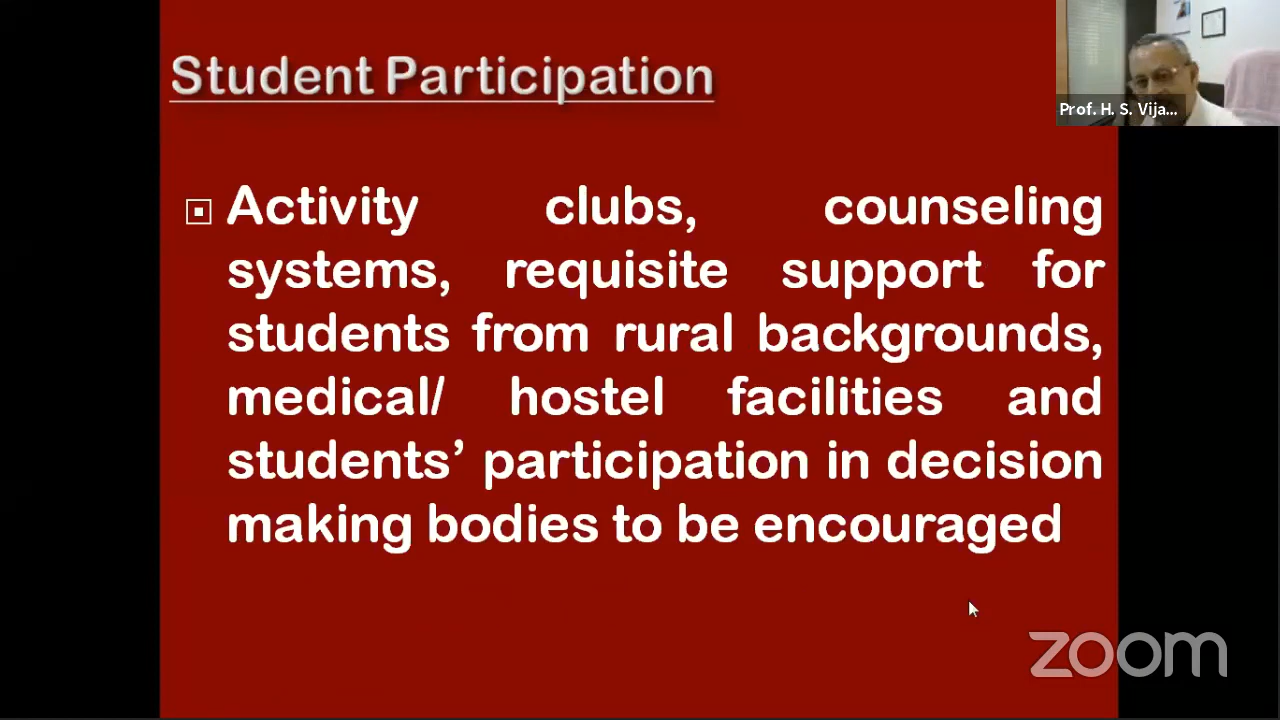 Student Participation
Prof. H. S. Vija...
Activity clubs, counseling
systems, requisite support for
students from rural backgrounds,
medical/ hostel facilities and
students’ participation in decision
making bodies to be encouraged
zoom